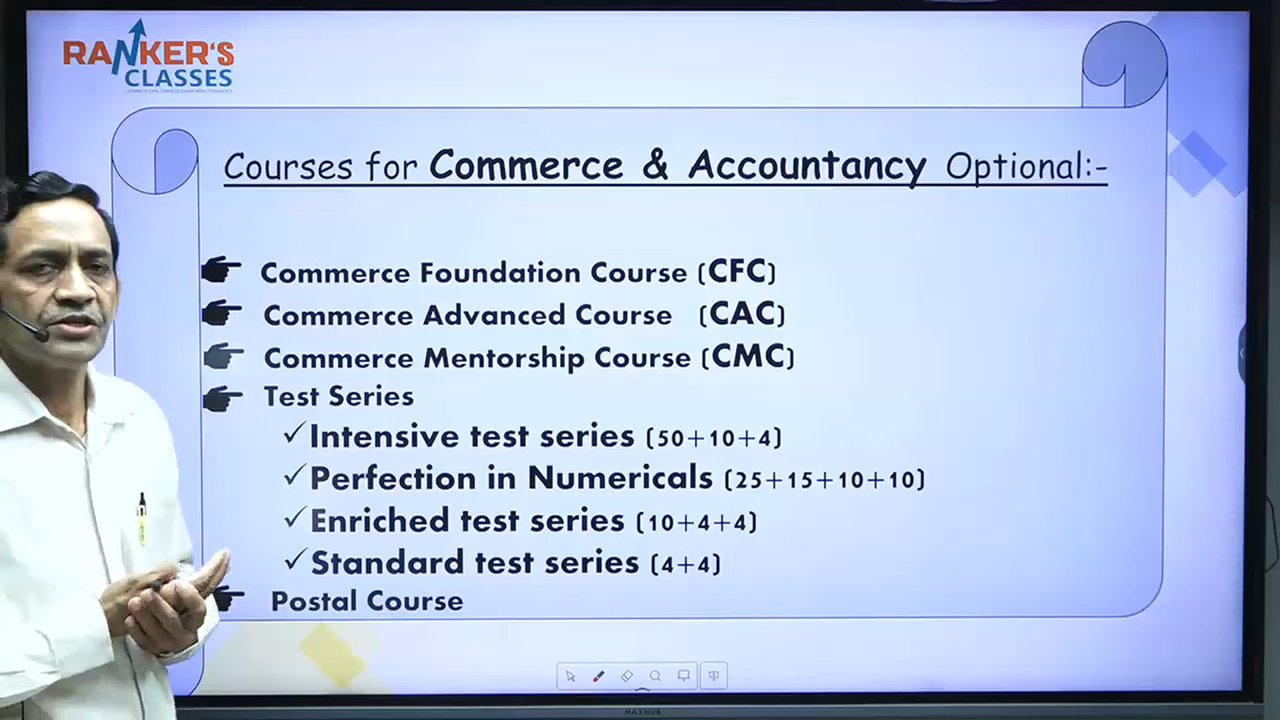 RANKER'S
CLASSES
Courses for Commerce & Accountancy Optional:-
Commerce Foundation Course (CFC)
Commerce Advanced Course (CAC)
Commerce Mentorship Course (CMC)
Test Series
✓Intensive test series (50+10+4)
✓Perfection in Numericals (25+15+10+10)
✓Enriched test series (10+4+4)
✓Standard test series (4+4)
Postal Course
MAXHUB